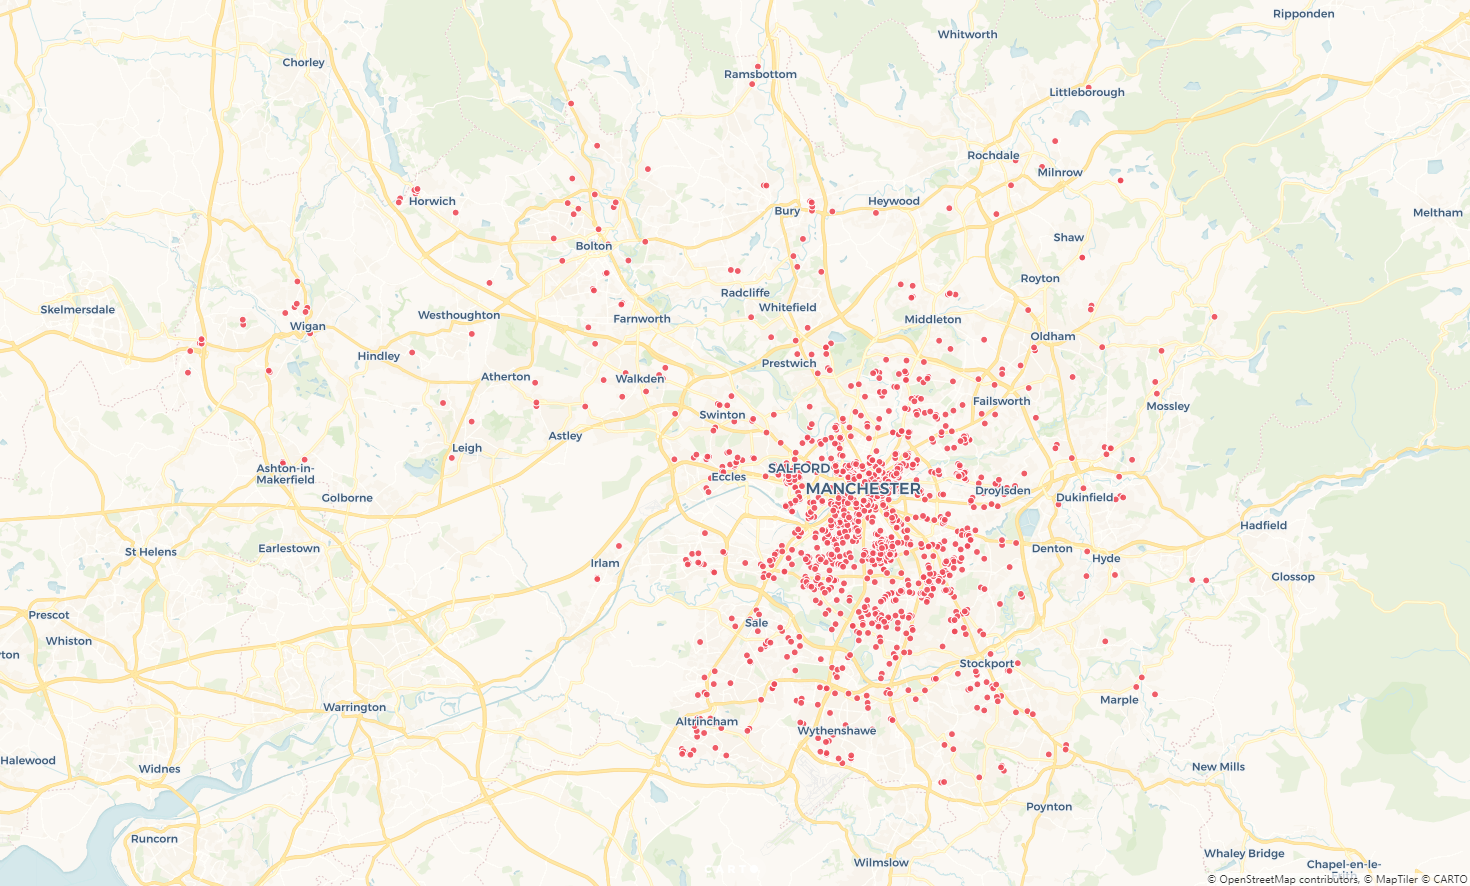 Ripponden
Whitworth
Chorley
Ramsbottom
Littleborough
Rochdale
Milnrow
Horwich
Heywood
Bury
Meltham
Shaw
Bolton
Royton
Radcliffe
Skelmersdale
Whitefield
Westhoughton
Farnworth
Middleton
Wigan
Oldham
Hindley
Prestwich
Atherton
Walkden
Failsworth
Mossley
Swinton
Astley
Leigh
Ashton-in-
Makerfield
SALFORD
Eccles
MANCHESTER
Droylsden
Golborne
Dukinfield
Hadfield
St Helens
Earlestown
Denton
Hyde
Irlam
Glossop
Prescot
Sale
Whiston
rton
Stockport
Marple
Warrington
Altrincham
Wythenshawe
Halewood
Widnes
New Mills
Poynton
Runcorn
Whaley Bridge
Wilmslow
Chapel-en-le-
Frith
© OpenStreetMap contributors, © MapTiler © CARTO